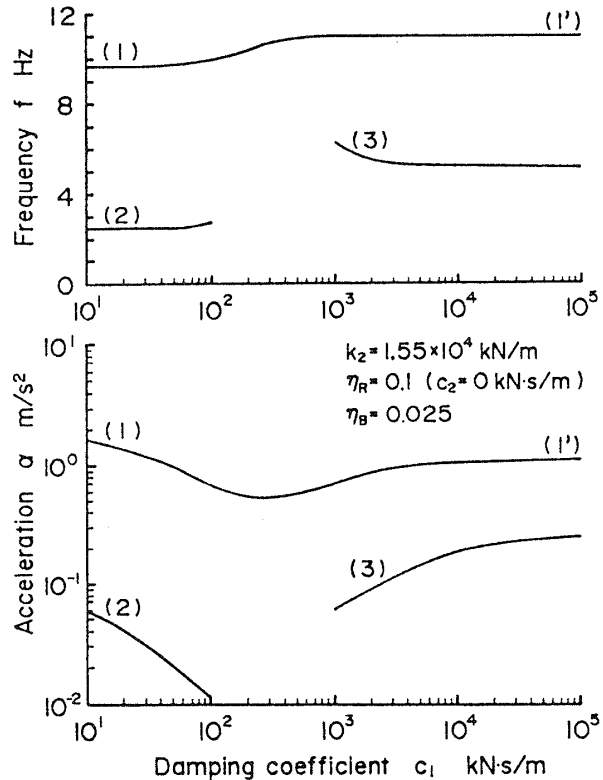 Frequency f Hz
12
8
4
0
(1)
(1')
(2)
(3)
10¹ 10² 10³ 10⁴ 10⁵
k₂=1.55×10⁴ kN/m
η_R=0.1 (c₂=0 kN·s/m)
η_B=0.025
Acceleration α m/s²
10¹
10⁰
10⁻¹
10⁻²
(1)
(1')
(2)
(3)
10¹ 10² 10³ 10⁴ 10⁵
Damping coefficient c₁ kN·s/m